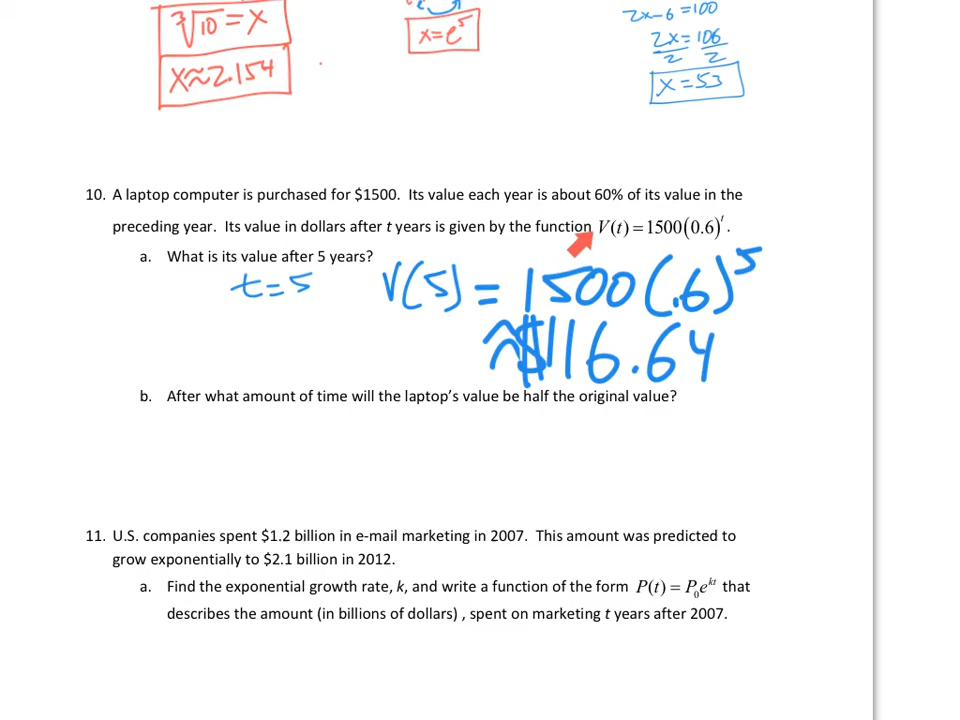 ∛10 = x
x≈2.154
x=e^5
2x-6=100
2x=106
2 2
x=53
10. A laptop computer is purchased for $1500. Its value each year is about 60% of its value in the
preceding year. Its value in dollars after t years is given by the function V(t)=1500(0.6)^t.
a. What is its value after 5 years?
t=5 V(5) = 1500(.6)^5
≈$116.64
b. After what amount of time will the laptop's value be half the original value?
11. U.S. companies spent $1.2 billion in e-mail marketing in 2007. This amount was predicted to
grow exponentially to $2.1 billion in 2012.
a. Find the exponential growth rate, k, and write a function of the form P(t)=P₀e^{kt} that
describes the amount (in billions of dollars) , spent on marketing t years after 2007.